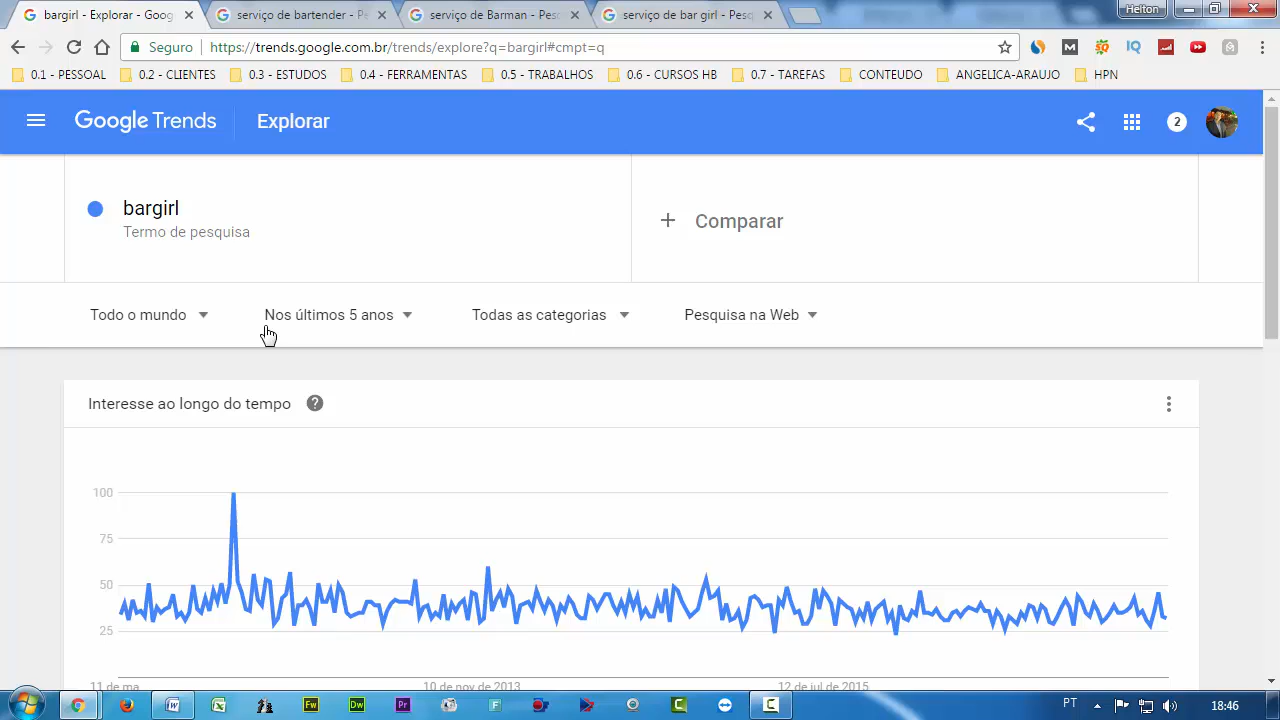 bargirl - Explorar - Goog
serviço de bartender - Pe
serviço de Barman - Pes
serviço de bar girl - Pesq
Helton
Seguro
https://trends.google.com.br/trends/explore?q=bargirl#cmpt=q
0.1 - PESSOAL
0.2 - CLIENTES
0.3 - ESTUDOS
0.4 - FERRAMENTAS
0.5 - TRABALHOS
0.6 - CURSOS HB
0.7 - TAREFAS
CONTEUDO
ANGELICA-ARAUJO
HPN
Google Trends
Explorar
2
bargirl
Termo de pesquisa
+ Comparar
Todo o mundo
Nos últimos 5 anos
Todas as categorias
Pesquisa na Web
Interesse ao longo do tempo
100
75
50
25
11 de ma
10 de nov de 2013
12 de jul de 2015
PT
18:46